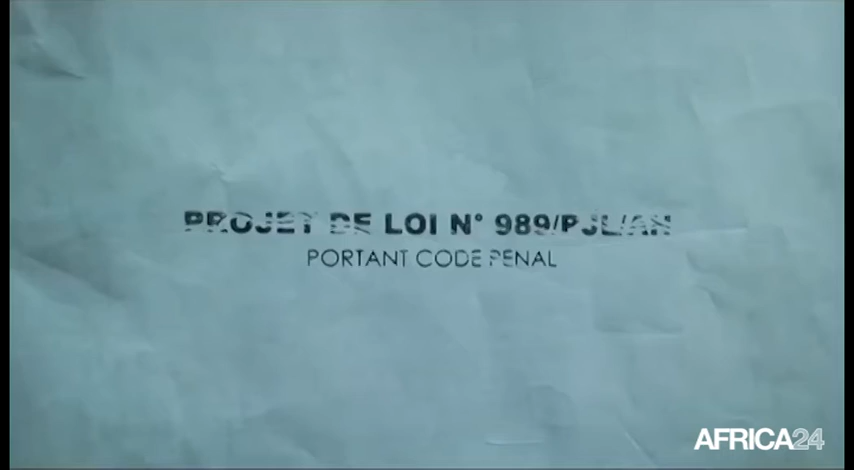 PROJET DE LOI N° 989/PJL/AN
PORTANT CODE PENAL
AFRICA24